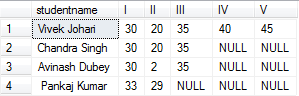 studentname I II III IV V
1 Vivek Johari 30 20 35 40 45
2 Chandra Singh 30 20 35 NULL NULL
3 Avinash Dubey 30 2 35 NULL NULL
4 Pankaj Kumar 33 29 NULL NULL NULL